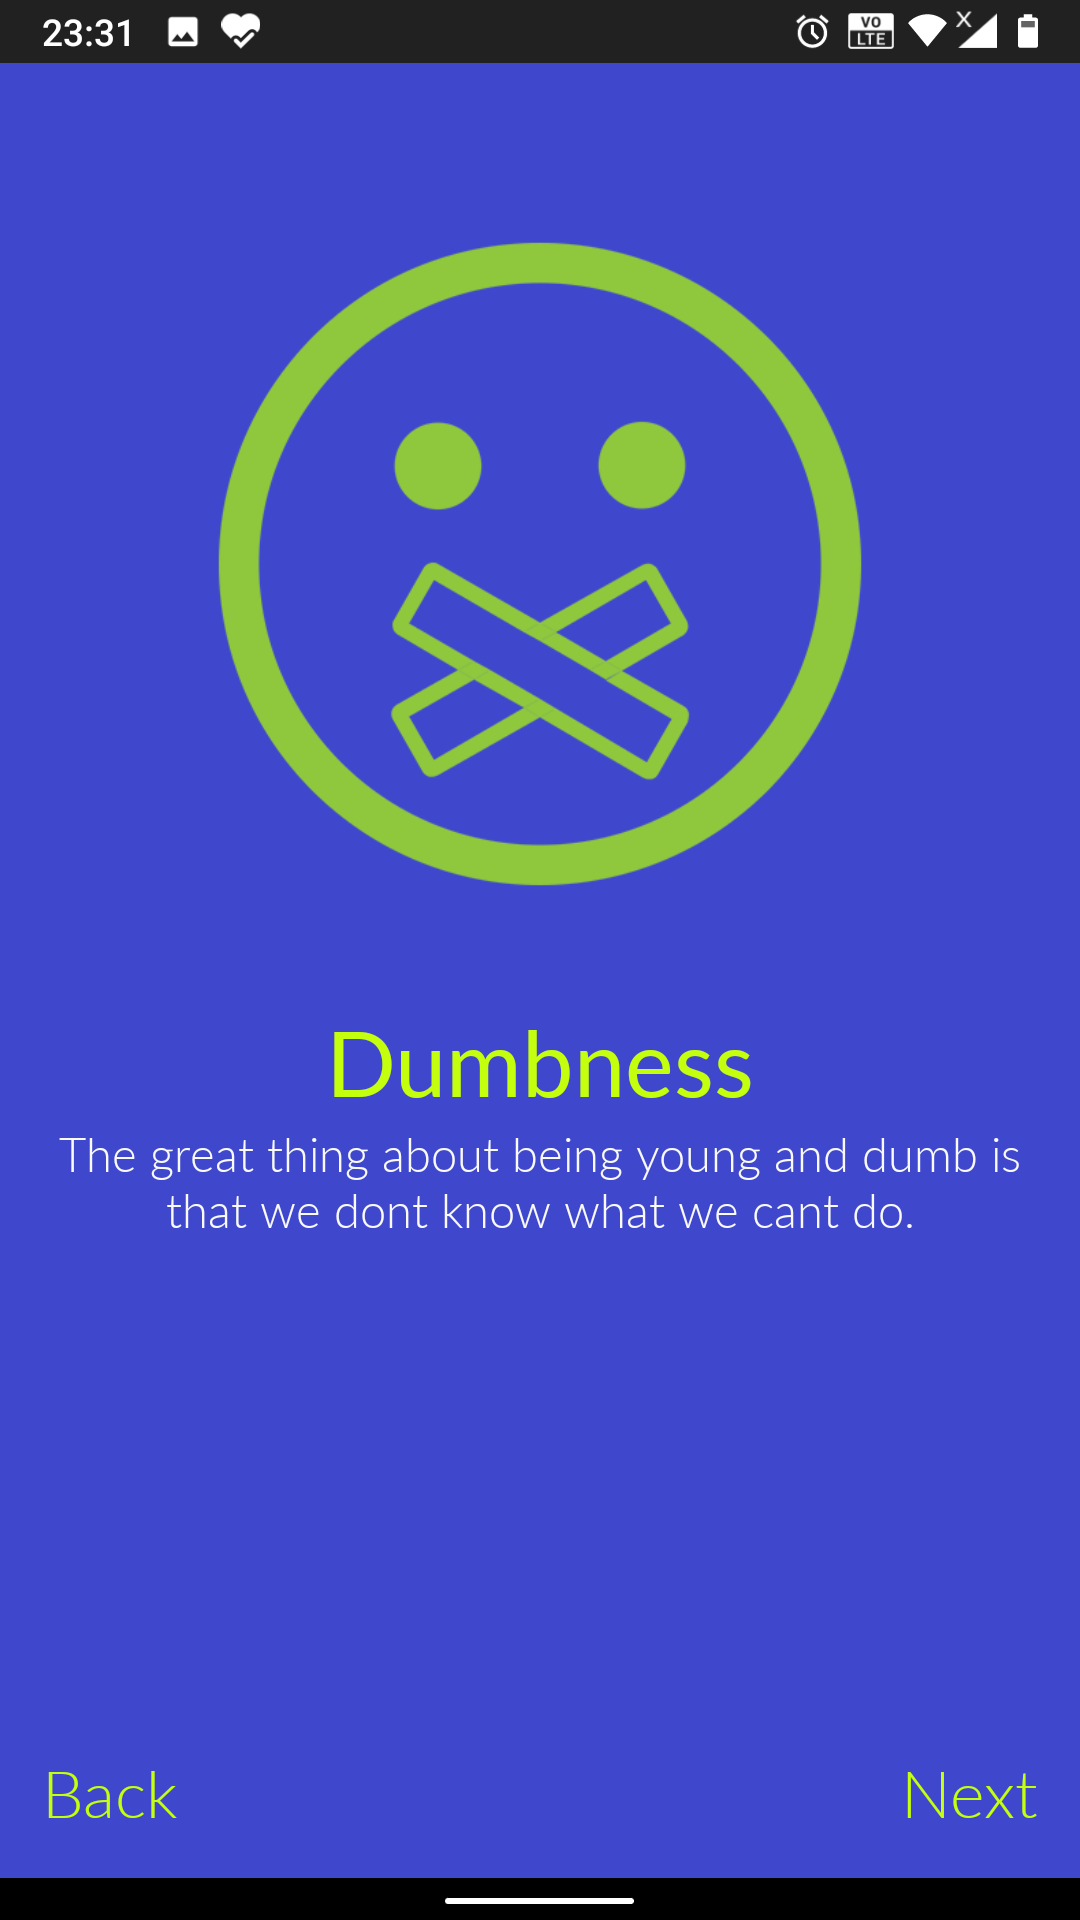 23:31
VO
LTE
X
Dumbness
The great thing about being young and dumb is
that we dont know what we cant do.
Back
Next